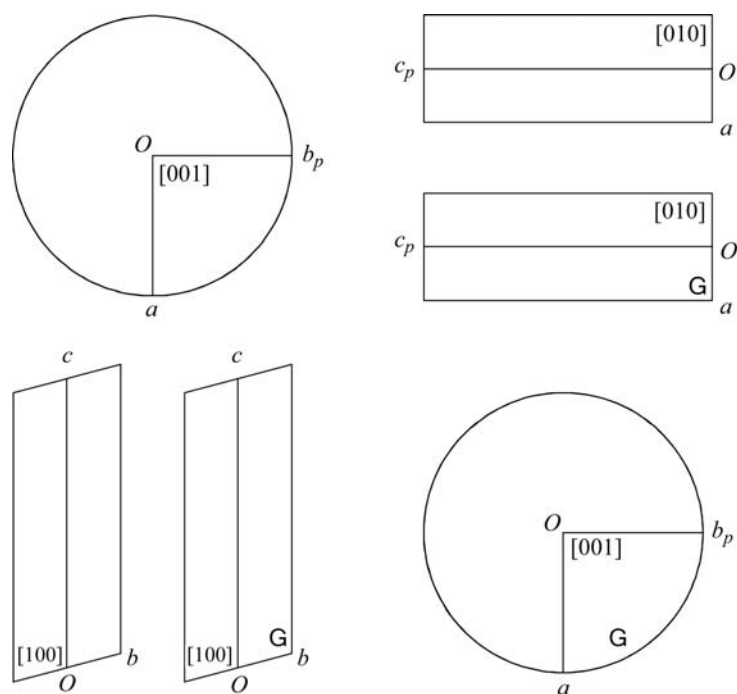 O
b_p
[001]
a
[010]
c_p
O
a
[010]
c_p
O
G
a
c
[100]
b
O
c
[100]
G
b
O
O
b_p
[001]
G
a